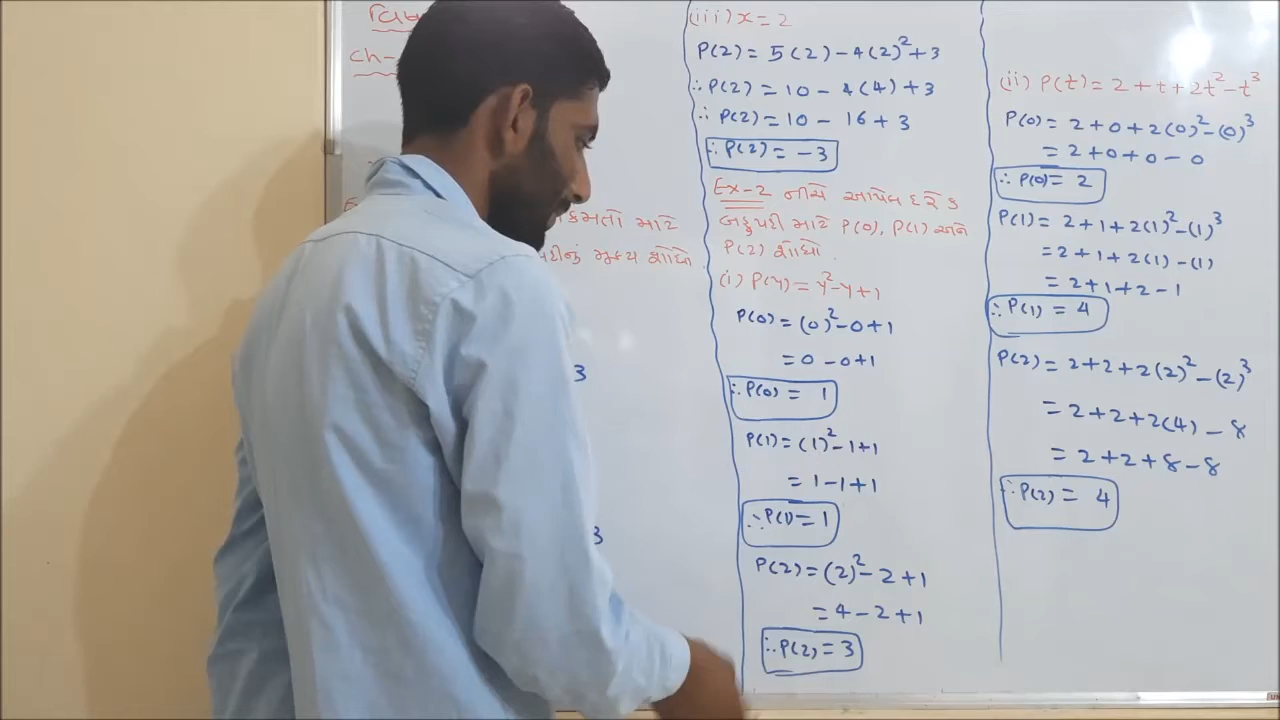 ch-
કિંમતો માટે
મૂલ્ય શોધો.
3
3
(iii) x = 2
P(2) = 5(2) - 4(2)² + 3
∴ P(2) = 10 - 4(4) + 3
∴ P(2) = 10 - 16 + 3
∴ P(2) = -3
Ex-2 નીચે આપેલ દરેક
બહુપદી માટે P(0), P(1) અને
P(2) શોધો.
(i) P(y) = y² - y + 1
P(0) = (0)² - 0 + 1
= 0 - 0 + 1
∴ P(0) = 1
P(1) = (1)² - 1 + 1
= 1 - 1 + 1
∴ P(1) = 1
P(2) = (2)² - 2 + 1
= 4 - 2 + 1
∴ P(2) = 3
(ii) P(t) = 2 + t + 2t² - t³
P(0) = 2 + 0 + 2(0)² - (0)³
= 2 + 0 + 0 - 0
∴ P(0) = 2
P(1) = 2 + 1 + 2(1)² - (1)³
= 2 + 1 + 2(1) - (1)
= 2 + 1 + 2 - 1
∴ P(1) = 4
P(2) = 2 + 2 + 2(2)² - (2)³
= 2 + 2 + 2(4) - 8
= 2 + 2 + 8 - 8
∴ P(2) = 4